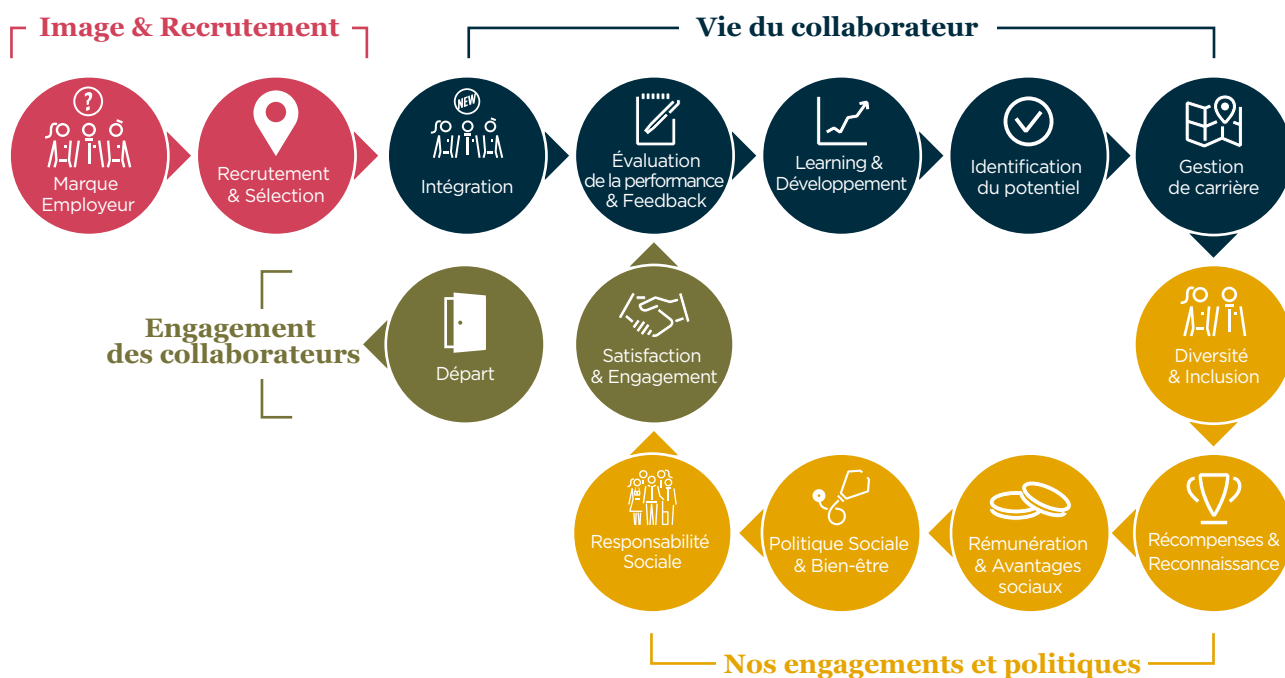 Image & Recrutement
Vie du collaborateur
?
Marque
Employeur
Recrutement
& Sélection
NEW
Intégration
Évaluation
de la performance
& Feedback
Learning &
Développement
Identification
du potentiel
Gestion
de carrière
Engagement
des collaborateurs
Départ
Satisfaction
& Engagement
Diversité
& Inclusion
Responsabilité
Sociale
Politique Sociale
& Bien-être
Rémunération
& Avantages
sociaux
Récompenses &
Reconnaissance
Nos engagements et politiques